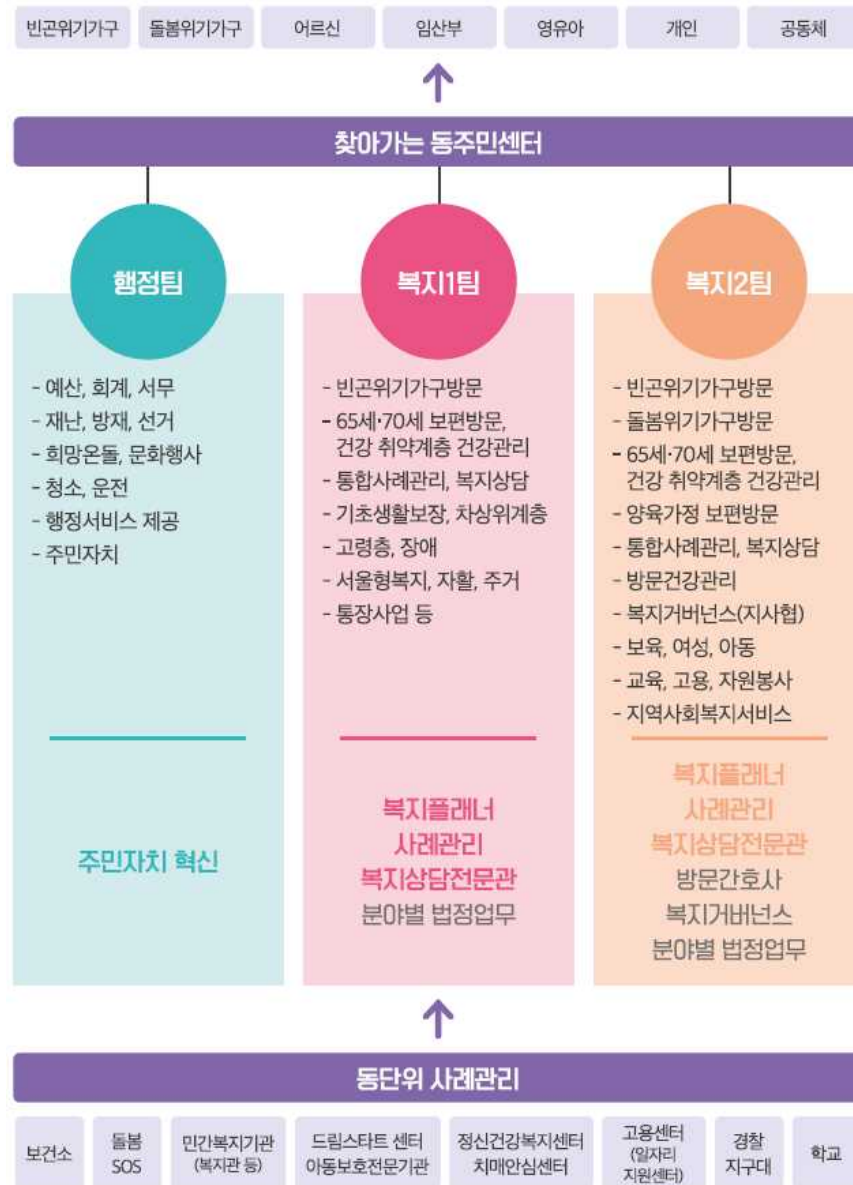 빈곤위기가구 돌봄위기가구 어르신 임산부 영유아 개인 공동체
찾아가는 동주민센터
행정팀
- 예산, 회계, 서무
- 재난, 방재, 선거
- 희망온돌, 문화행사
- 청소, 운전
- 행정서비스 제공
- 주민자치
주민자치 혁신
복지1팀
- 빈곤위기가구방문
- 65세·70세 보편방문,
건강 취약계층 건강관리
- 통합사례관리, 복지상담
- 기초생활보장, 차상위계층
- 고령층, 장애
- 서울형복지, 자활, 주거
- 통장사업 등
복지플래너
사례관리
복지상담전문관
분야별 법정업무
복지2팀
- 빈곤위기가구방문
- 돌봄위기가구방문
- 65세·70세 보편방문,
건강 취약계층 건강관리
- 양육가정 보편방문
- 통합사례관리, 복지상담
- 방문건강관리
- 복지거버넌스(지사협)
- 보육, 여성, 아동
- 교육, 고용, 자원봉사
- 지역사회복지서비스
복지플래너
사례관리
복지상담전문관
방문간호사
복지거버넌스
분야별 법정업무
동단위 사례관리
보건소
돌봄
SOS
민간복지기관
(복지관 등)
드림스타트 센터
아동보호전문기관
정신건강복지센터
치매안심센터
고용센터
(일자리
지원센터)
경찰
지구대
학교